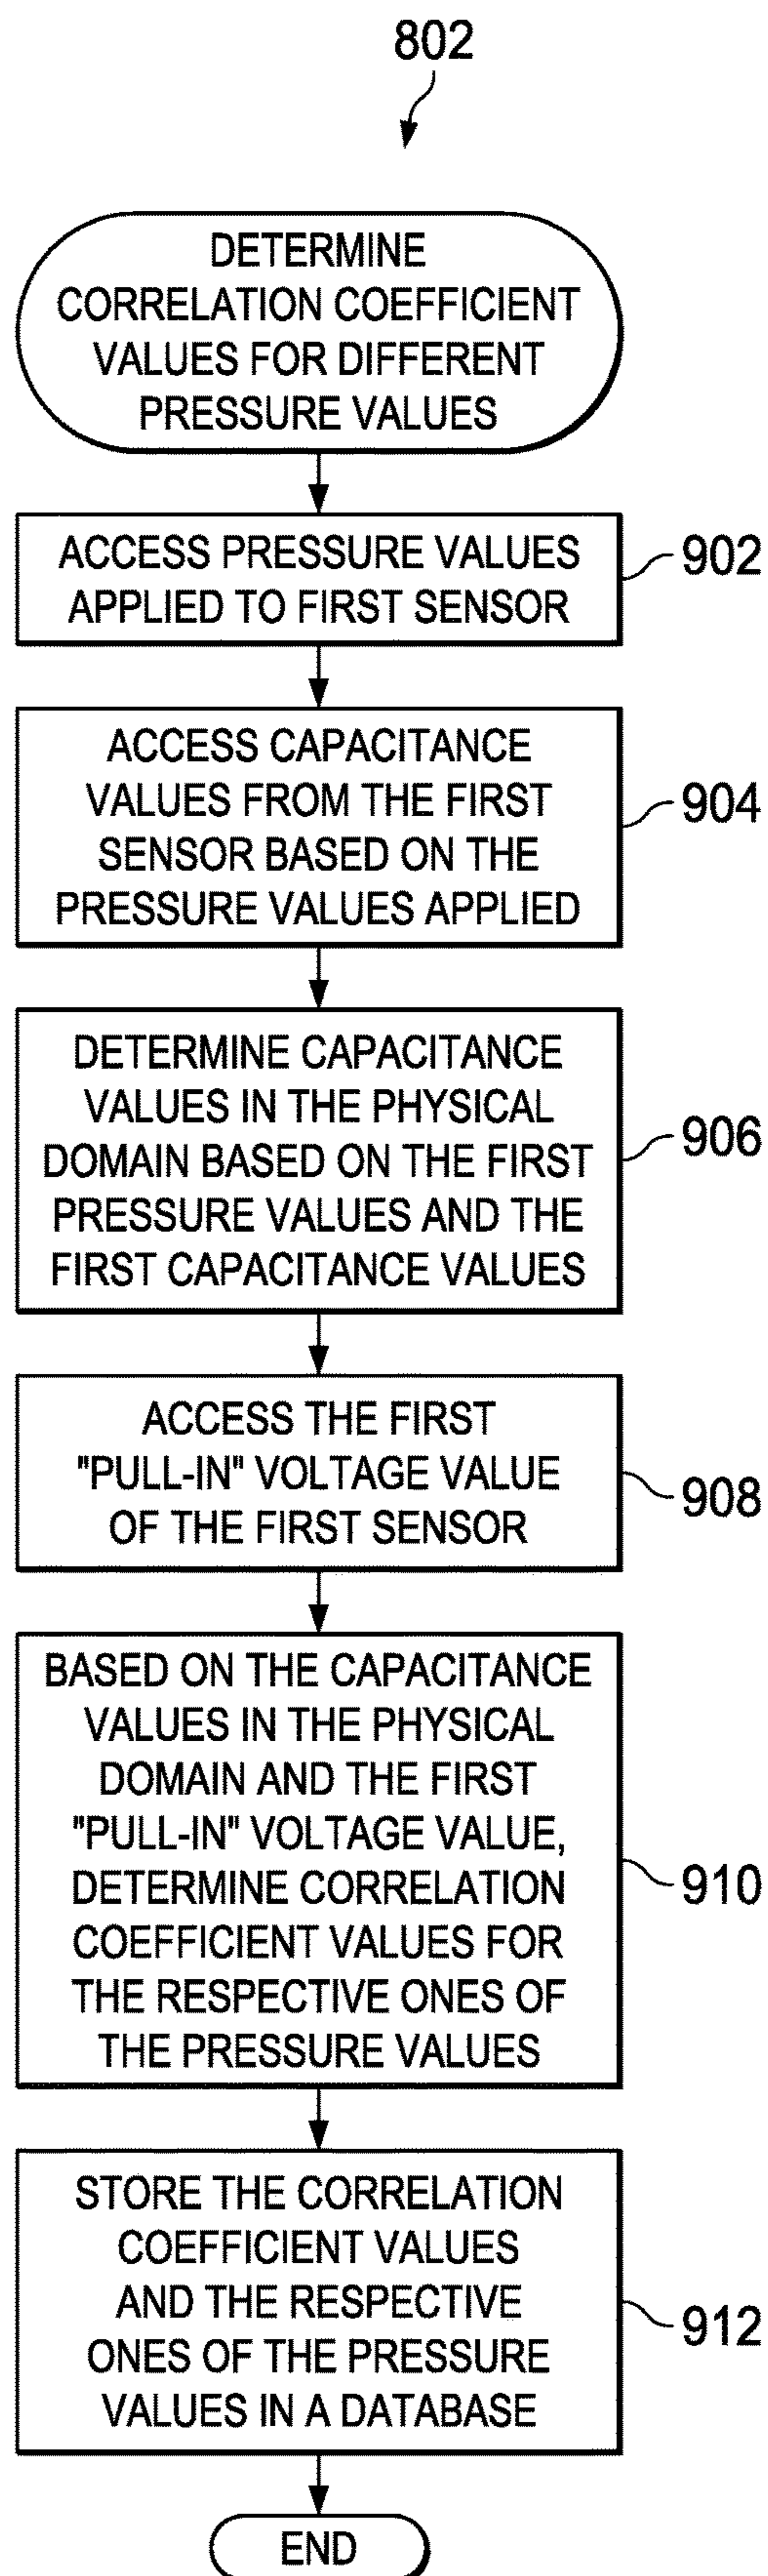 802
DETERMINE
CORRELATION COEFFICIENT
VALUES FOR DIFFERENT
PRESSURE VALUES
ACCESS PRESSURE VALUES
APPLIED TO FIRST SENSOR
902
ACCESS CAPACITANCE
VALUES FROM THE FIRST
SENSOR BASED ON THE
PRESSURE VALUES APPLIED
904
DETERMINE CAPACITANCE
VALUES IN THE PHYSICAL
DOMAIN BASED ON THE FIRST
PRESSURE VALUES AND THE
FIRST CAPACITANCE VALUES
906
ACCESS THE FIRST
"PULL-IN" VOLTAGE VALUE
OF THE FIRST SENSOR
908
BASED ON THE CAPACITANCE
VALUES IN THE PHYSICAL
DOMAIN AND THE FIRST
"PULL-IN" VOLTAGE VALUE,
DETERMINE CORRELATION
COEFFICIENT VALUES FOR
THE RESPECTIVE ONES OF
THE PRESSURE VALUES
910
STORE THE CORRELATION
COEFFICIENT VALUES
AND THE RESPECTIVE
ONES OF THE PRESSURE
VALUES IN A DATABASE
912
END